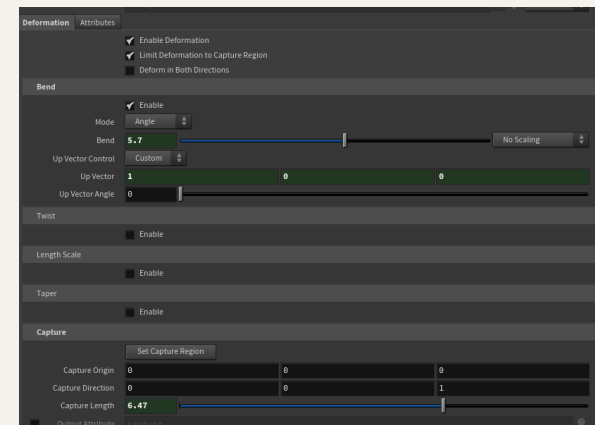 Deformation Attributes
Enable Deformation
Limit Deformation to Capture Region
Deform in Both Directions
Bend
Enable
Mode Angle
Bend 5.7 No Scaling
Up Vector Control Custom
Up Vector 1 0 0
Up Vector Angle 0
Twist
Enable
Length Scale
Enable
Taper
Enable
Capture
Set Capture Region
Capture Origin 0 0 0
Capture Direction 0 0 1
Capture Length 6.47
Output Attribute